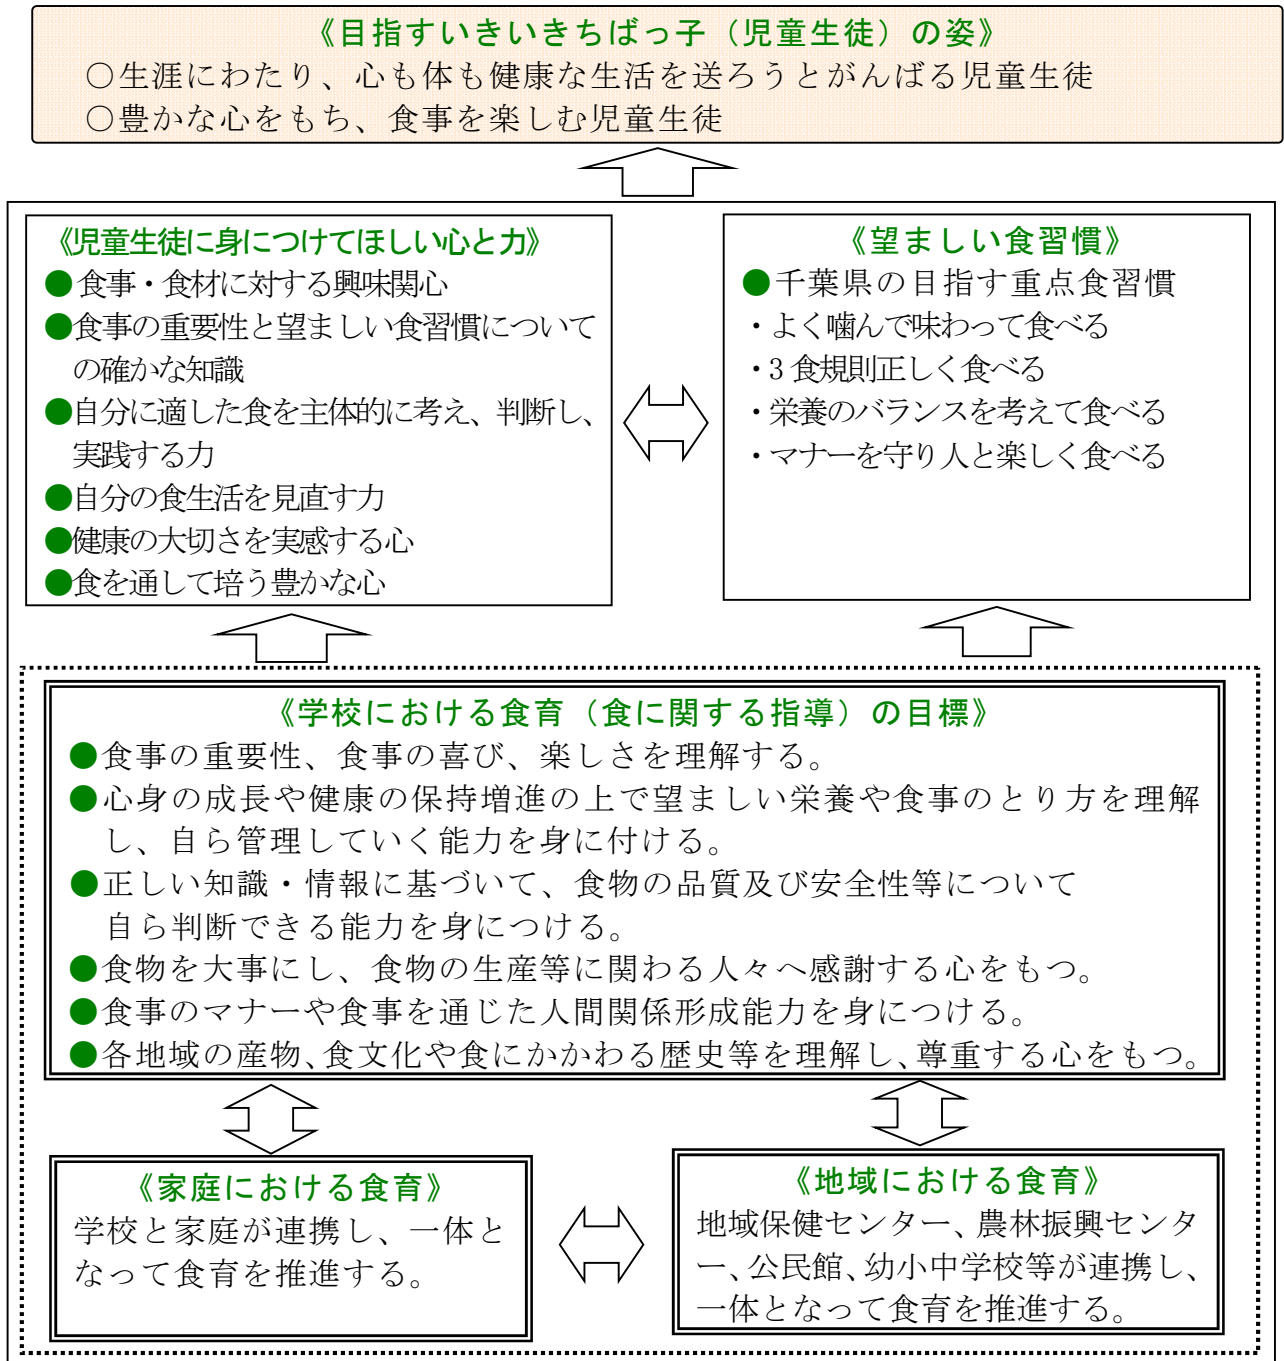 《目指すいきいきちばっ子（児童生徒）の姿》
○生涯にわたり、心も体も健康な生活を送ろうとがんばる児童生徒
○豊かな心をもち、食事を楽しむ児童生徒
《児童生徒に身につけてほしい心と力》
●食事・食材に対する興味関心
●食事の重要性と望ましい食習慣について
の確かな知識
●自分に適した食を主体的に考え、判断し、
実践する力
●自分の食生活を見直す力
●健康の大切さを実感する心
●食を通して培う豊かな心
《望ましい食習慣》
●千葉県の目指す重点食習慣
・よく噛んで味わって食べる
・3食規則正しく食べる
・栄養のバランスを考えて食べる
・マナーを守り人と楽しく食べる
《学校における食育（食に関する指導）の目標》
●食事の重要性、食事の喜び、楽しさを理解する。
●心身の成長や健康の保持増進の上で望ましい栄養や食事のとり方を理解
し、自ら管理していく能力を身に付ける。
●正しい知識・情報に基づいて、食物の品質及び安全性等について
自ら判断できる能力を身につける。
●食物を大事にし、食物の生産等に関わる人々へ感謝する心をもつ。
●食事のマナーや食事を通じた人間関係形成能力を身につける。
●各地域の産物、食文化や食にかかわる歴史等を理解し、尊重する心をもつ。
《家庭における食育》
学校と家庭が連携し、一体と
なって食育を推進する。
《地域における食育》
地域保健センター、農林振興センタ
ー、公民館、幼小中学校等が連携し、
一体となって食育を推進する。